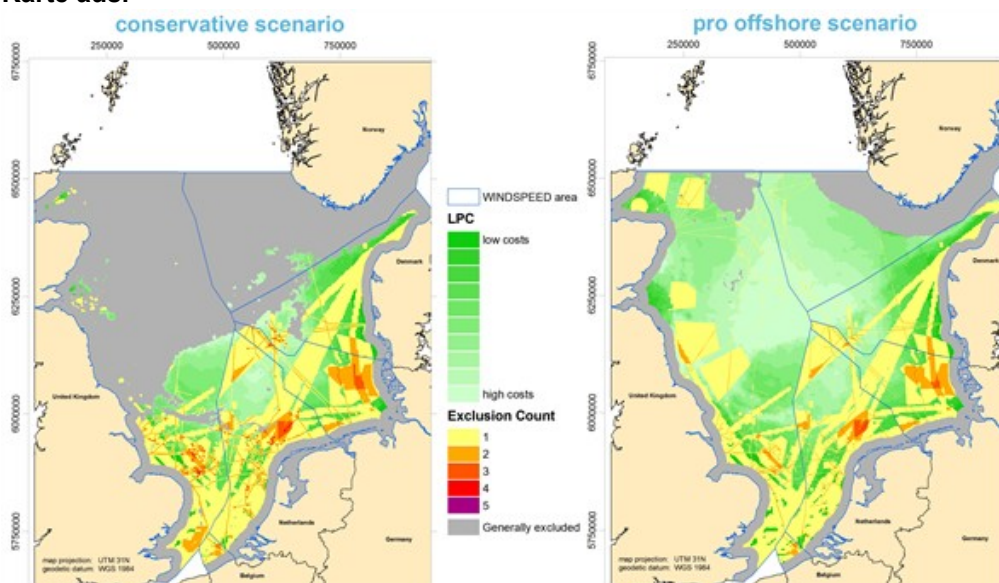 Karte aus.
conservative scenario
pro offshore scenario
250000 500000 750000
250000 500000 750000
6750000
6500000
6250000
6000000
5750000
Norway
Denmark
United Kingdom
Netherlands
Germany
Belgium
map projection: UTM 31N
geodetic datum: WGS 1984
WINDSPEED area
LPC
low costs
high costs
Exclusion Count
1
2
3
4
5
Generally excluded
6750000
6500000
6250000
6000000
5750000
Norway
Denmark
United Kingdom
Netherlands
Germany
Belgium
map projection: UTM 31N
geodetic datum: WGS 1984